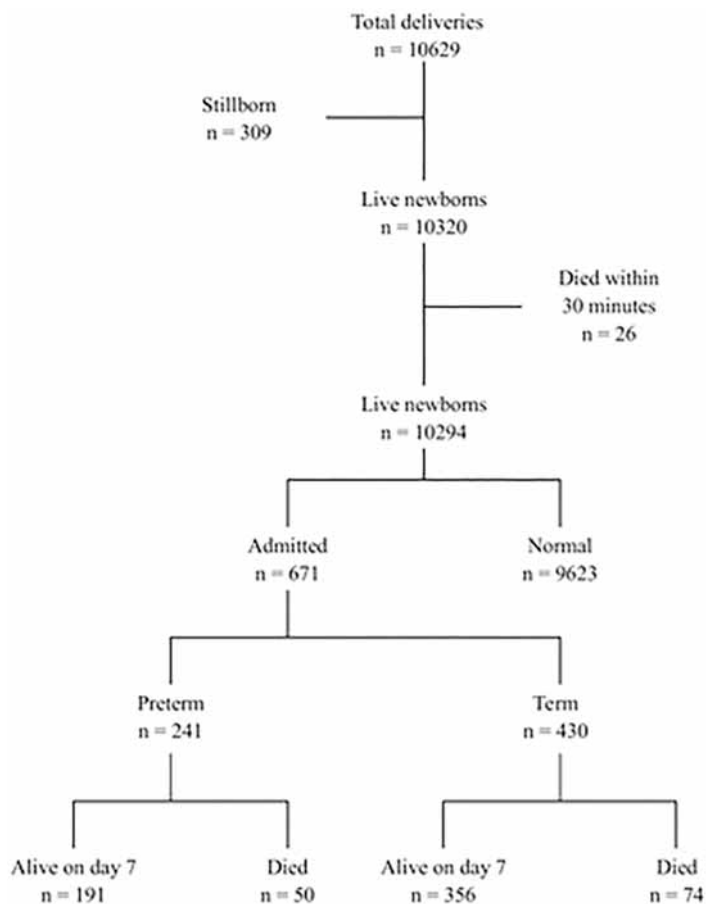 Total deliveries
n = 10629
Stillborn
n = 309
Live newborns
n = 10320
Died within
30 minutes
n = 26
Live newborns
n = 10294
Admitted
n = 671
Normal
n = 9623
Preterm
n = 241
Term
n = 430
Alive on day 7
n = 191
Died
n = 50
Alive on day 7
n = 356
Died
n = 74